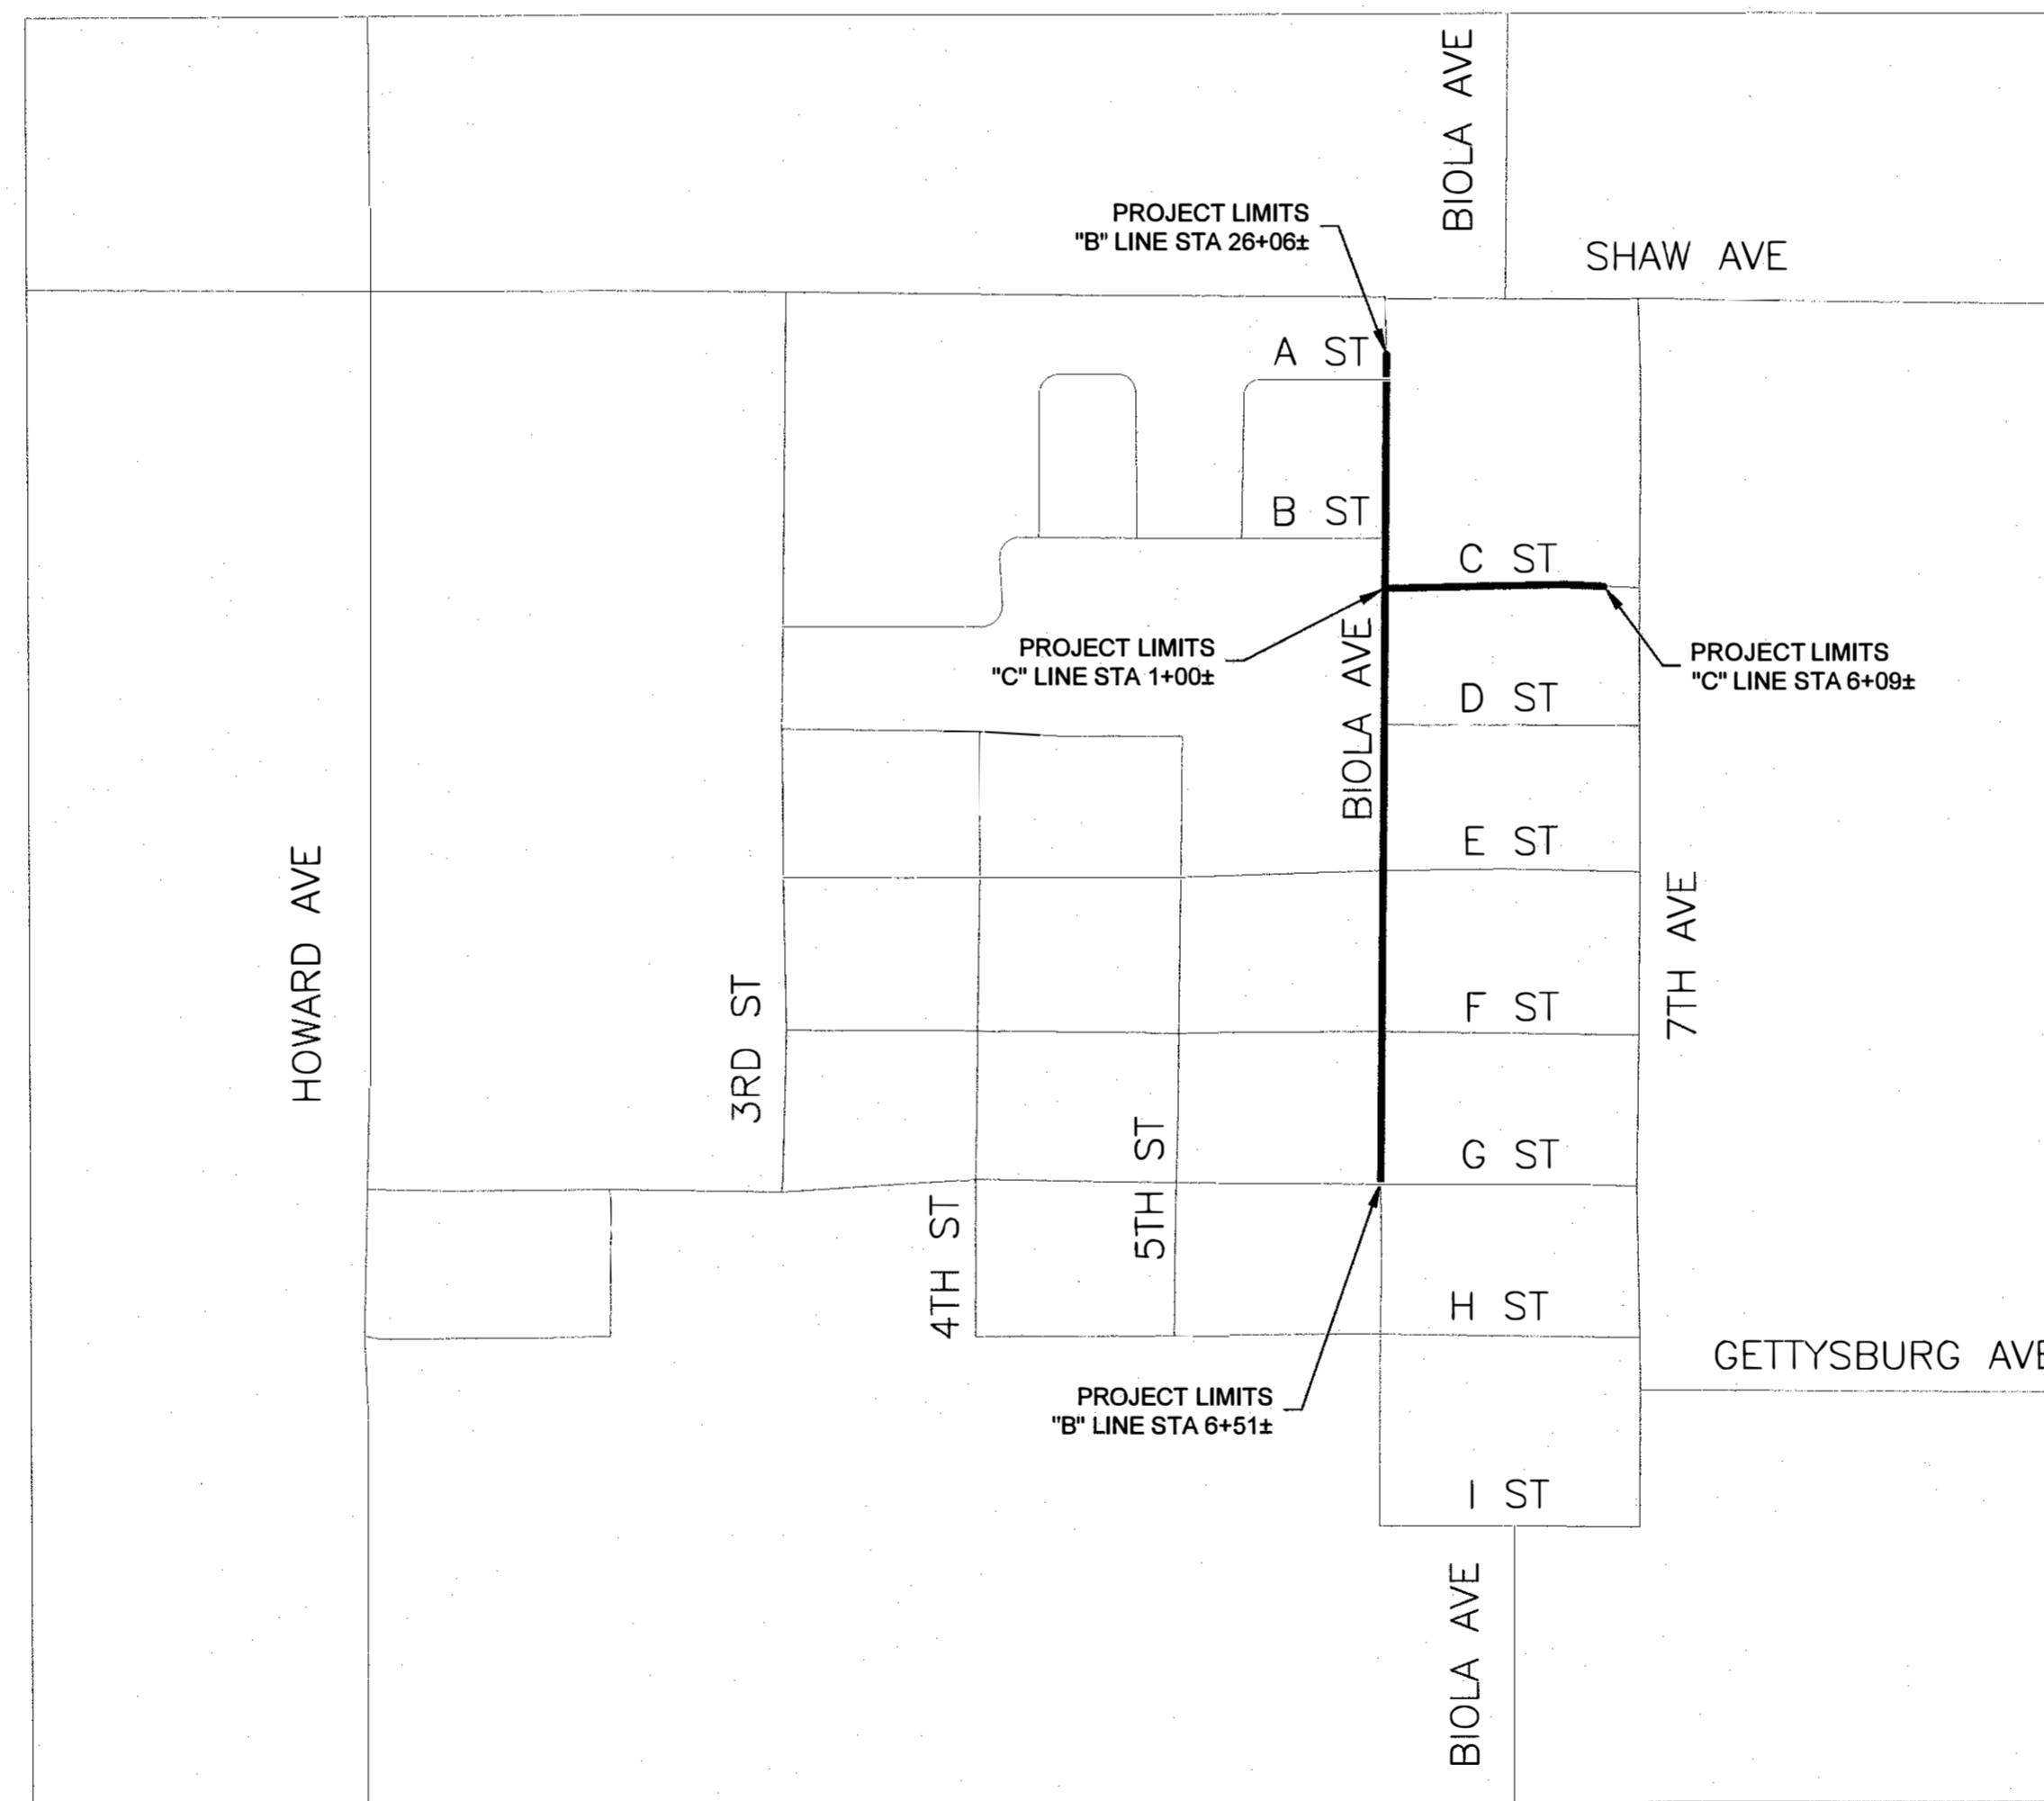 BIOLA AVE
PROJECT LIMITS
"B" LINE STA 26+06±
SHAW AVE
A ST
B ST
C ST
PROJECT LIMITS
"C" LINE STA 1+00±
BIOLA AVE
PROJECT LIMITS
"C" LINE STA 6+09±
D ST
E ST
HOWARD AVE
7TH AVE
3RD ST
F ST
G ST
5TH ST
4TH ST
H ST
GETTYSBURG AVE
PROJECT LIMITS
"B" LINE STA 6+51±
I ST
BIOLA AVE